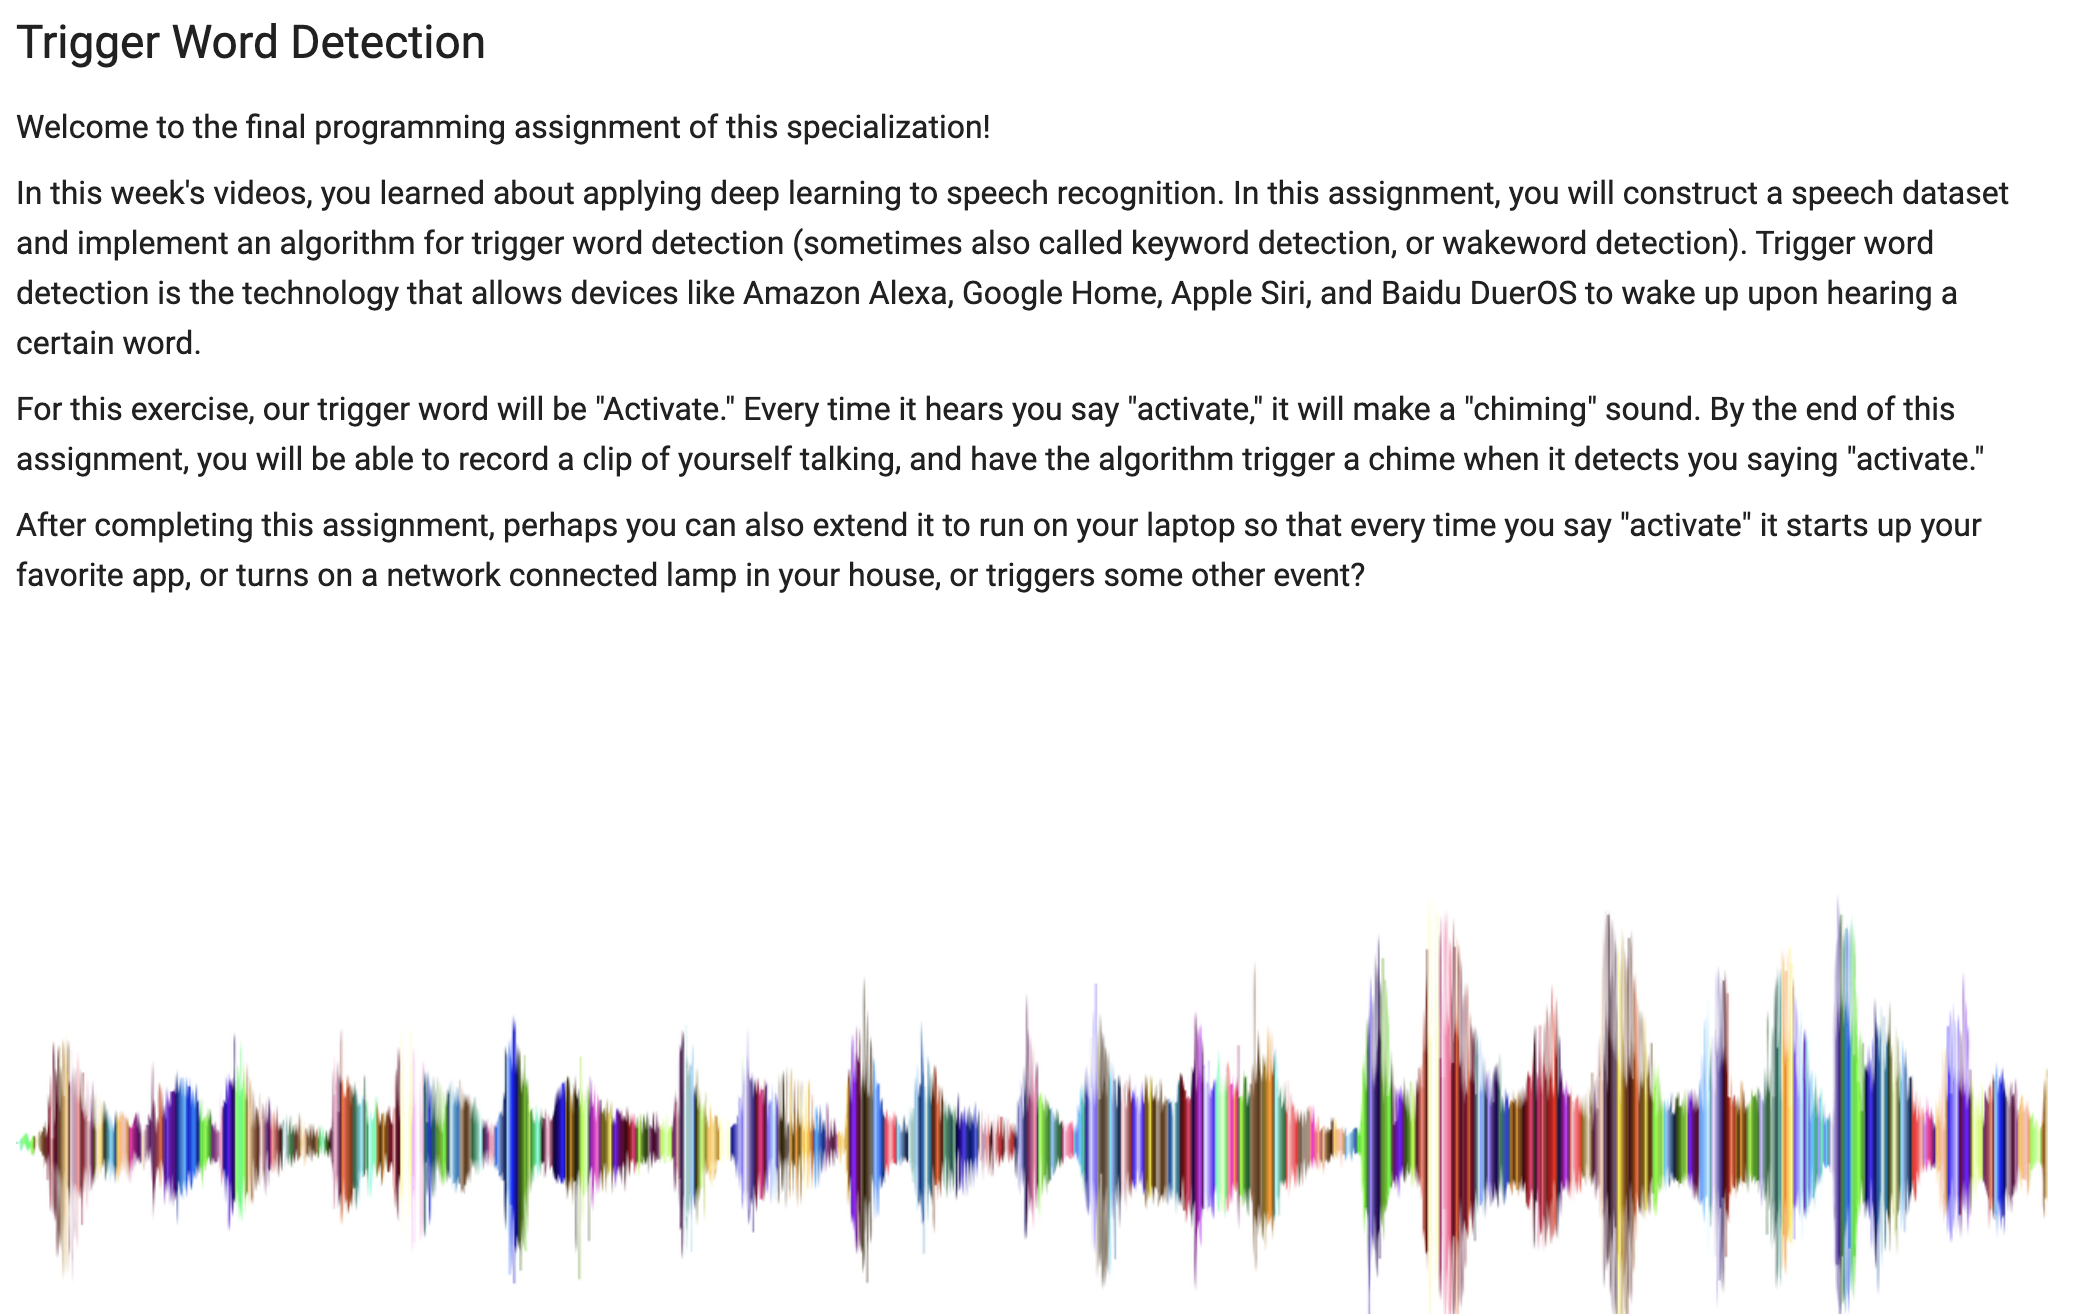 Trigger Word Detection
Welcome to the final programming assignment of this specialization!
In this week's videos, you learned about applying deep learning to speech recognition. In this assignment, you will construct a speech dataset
and implement an algorithm for trigger word detection (sometimes also called keyword detection, or wakeword detection). Trigger word
detection is the technology that allows devices like Amazon Alexa, Google Home, Apple Siri, and Baidu DuerOS to wake up upon hearing a
certain word.
For this exercise, our trigger word will be "Activate." Every time it hears you say "activate," it will make a "chiming" sound. By the end of this
assignment, you will be able to record a clip of yourself talking, and have the algorithm trigger a chime when it detects you saying "activate."
After completing this assignment, perhaps you can also extend it to run on your laptop so that every time you say "activate" it starts up your
favorite app, or turns on a network connected lamp in your house, or triggers some other event?